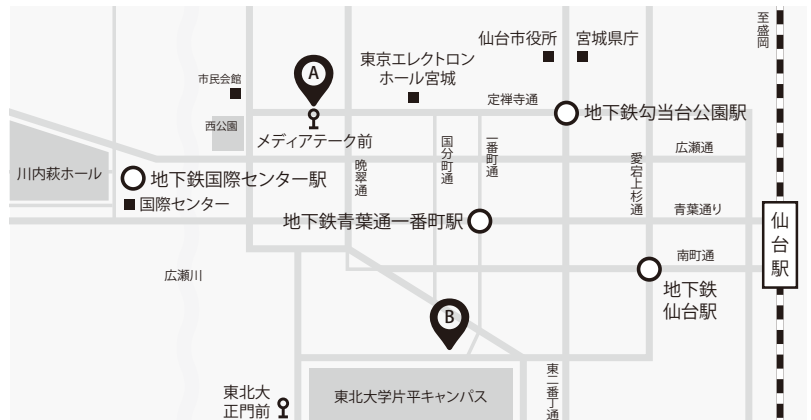 至盛岡
仙台市役所
宮城県庁
東京エレクトロン
ホール宮城
市民会館
A
定禅寺通
地下鉄勾当台公園駅
西公園
メディアテーク前
国分町通
一番町通
広瀬通
川内萩ホール
地下鉄国際センター駅
晩翠通
愛宕上杉通
国際センター
地下鉄青葉通一番町駅
青葉通り
仙台駅
南町通
広瀬川
地下鉄
仙台駅
B
東北大
正門前
東北大学片平キャンパス
東二番丁通